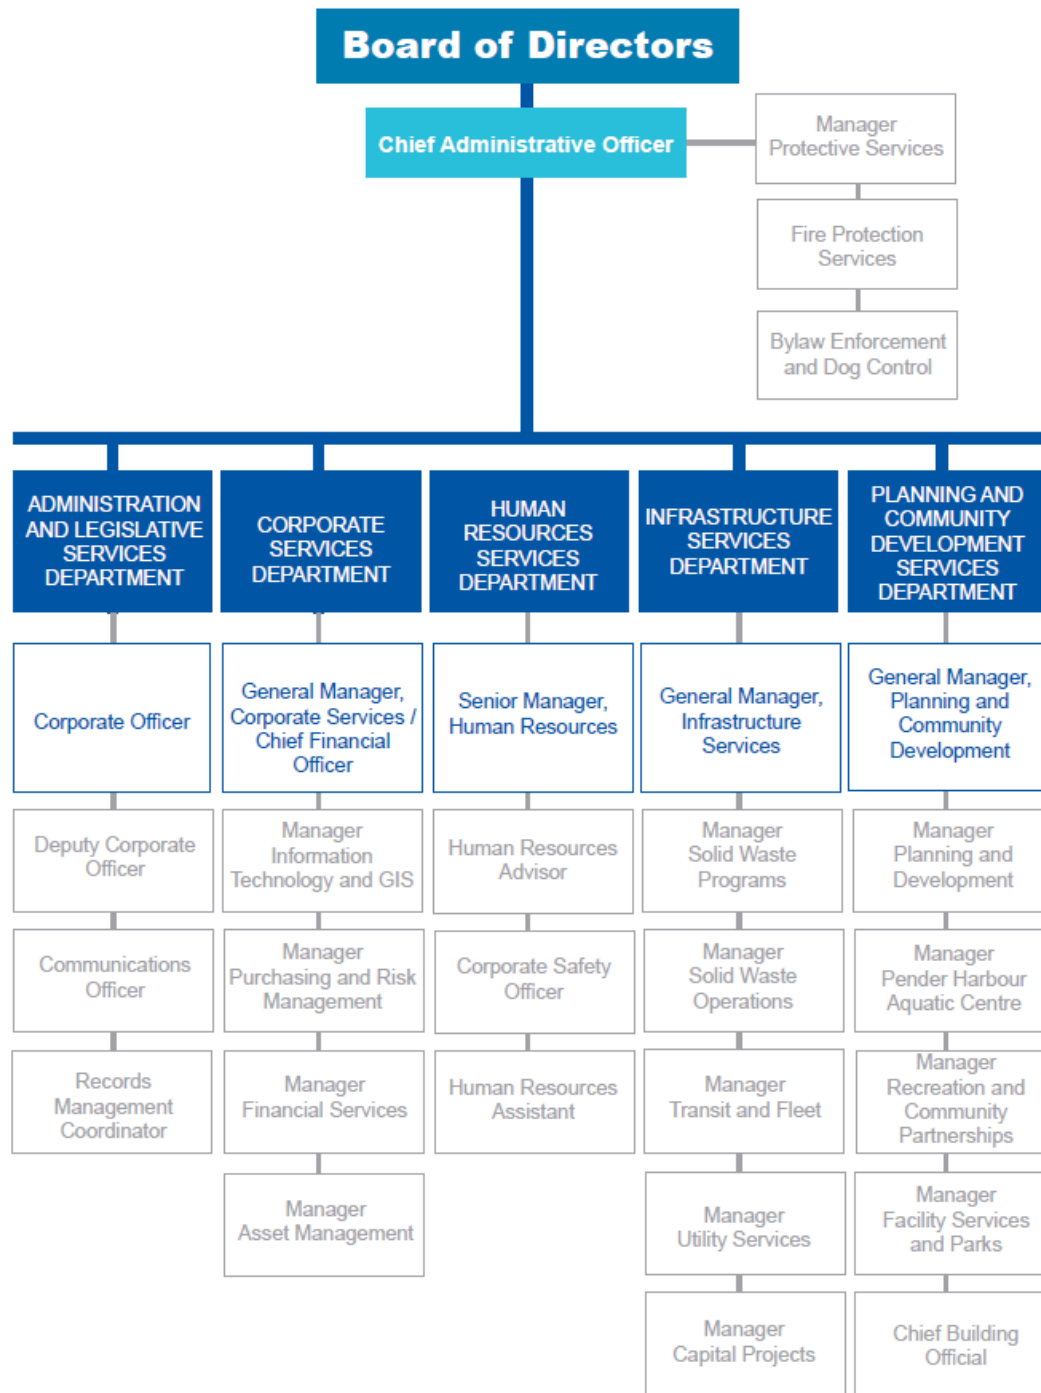 Board of Directors
Chief Administrative Officer
Manager
Protective Services
Fire Protection
Services
Bylaw Enforcement
and Dog Control
ADMINISTRATION
AND LEGISLATIVE
SERVICES
DEPARTMENT
CORPORATE
SERVICES
DEPARTMENT
HUMAN
RESOURCES
SERVICES
DEPARTMENT
INFRASTRUCTURE
SERVICES
DEPARTMENT
PLANNING AND
COMMUNITY
DEVELOPMENT
SERVICES
DEPARTMENT
Corporate Officer
General Manager,
Corporate Services /
Chief Financial
Officer
Senior Manager,
Human Resources
General Manager,
Infrastructure
Services
General Manager,
Planning and
Community
Development
Deputy Corporate
Officer
Manager
Information
Technology and GIS
Human Resources
Advisor
Manager
Solid Waste
Programs
Manager
Planning and
Development
Communications
Officer
Manager
Purchasing and Risk
Management
Corporate Safety
Officer
Manager
Solid Waste
Operations
Manager
Pender Harbour
Aquatic Centre
Records
Management
Coordinator
Manager
Financial Services
Human Resources
Assistant
Manager
Transit and Fleet
Manager
Recreation and
Community
Partnerships
Manager
Asset Management
Manager
Utility Services
Manager
Facility Services
and Parks
Manager
Capital Projects
Chief Building
Official